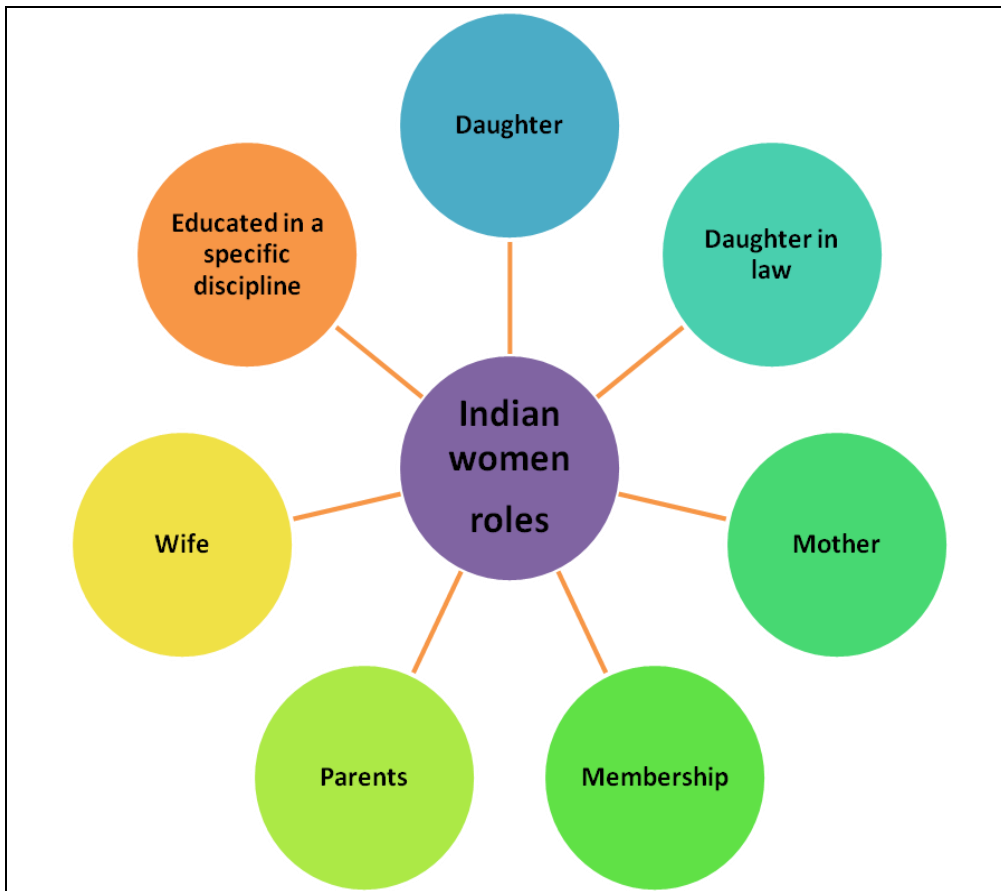 Daughter
Daughter in
law
Mother
Membership
Parents
Wife
Educated in a
specific
discipline
Indian
women
roles